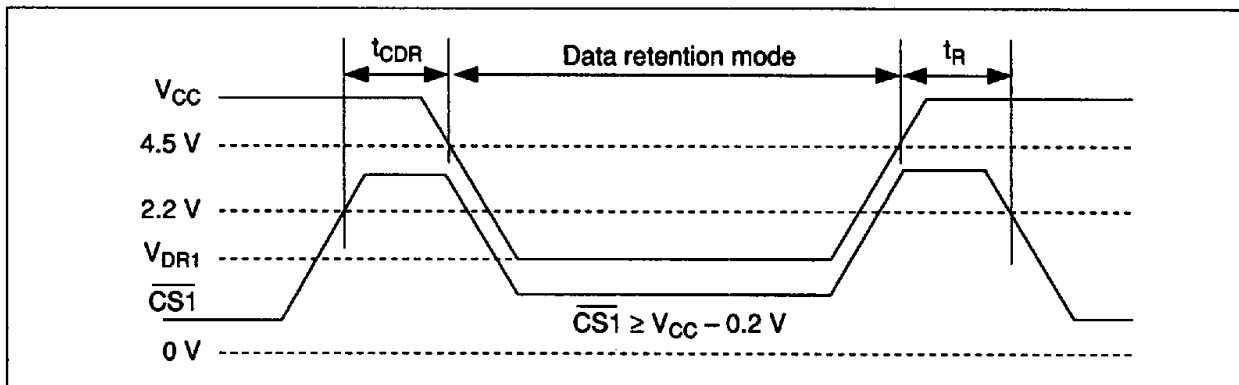 tCDR
Data retention mode
tR
VCC
4.5 V
2.2 V
VDR1
CS1
CS1 ≥ VCC – 0.2 V
0 V